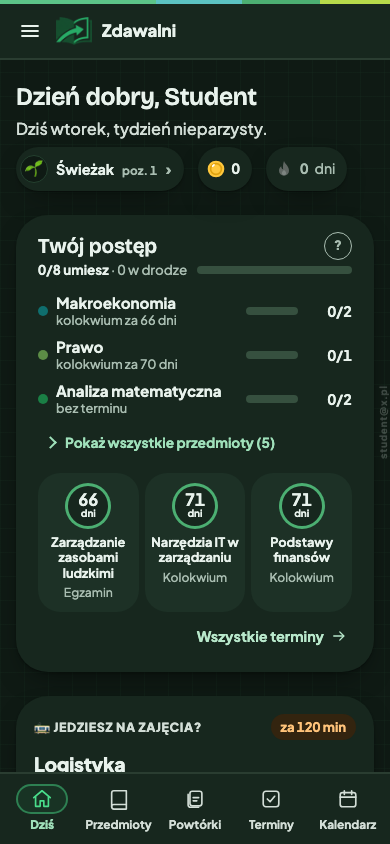 Zdawalni
Dzień dobry, Student
Dziś wtorek, tydzień nieparzysty.
Świeżak poz. 1 ›
0
0 dni
Twój postęp
?
0/8 umiesz · 0 w drodze
Makroekonomia
kolokwium za 66 dni
0/2
Prawo
kolokwium za 70 dni
0/1
Analiza matematyczna
bez terminu
0/2
Pokaż wszystkie przedmioty (5)
66
dni
Zarządzanie
zasobami
ludzkimi
Egzamin
71
dni
Narzędzia IT w
zarządzaniu
Kolokwium
71
dni
Podstawy
finansów
Kolokwium
Wszystkie terminy →
student@x.pl
JEDZIESZ NA ZAJĘCIA?
za 120 min
Logistyka
Dziś
Przedmioty
Powtórki
Terminy
Kalendarz